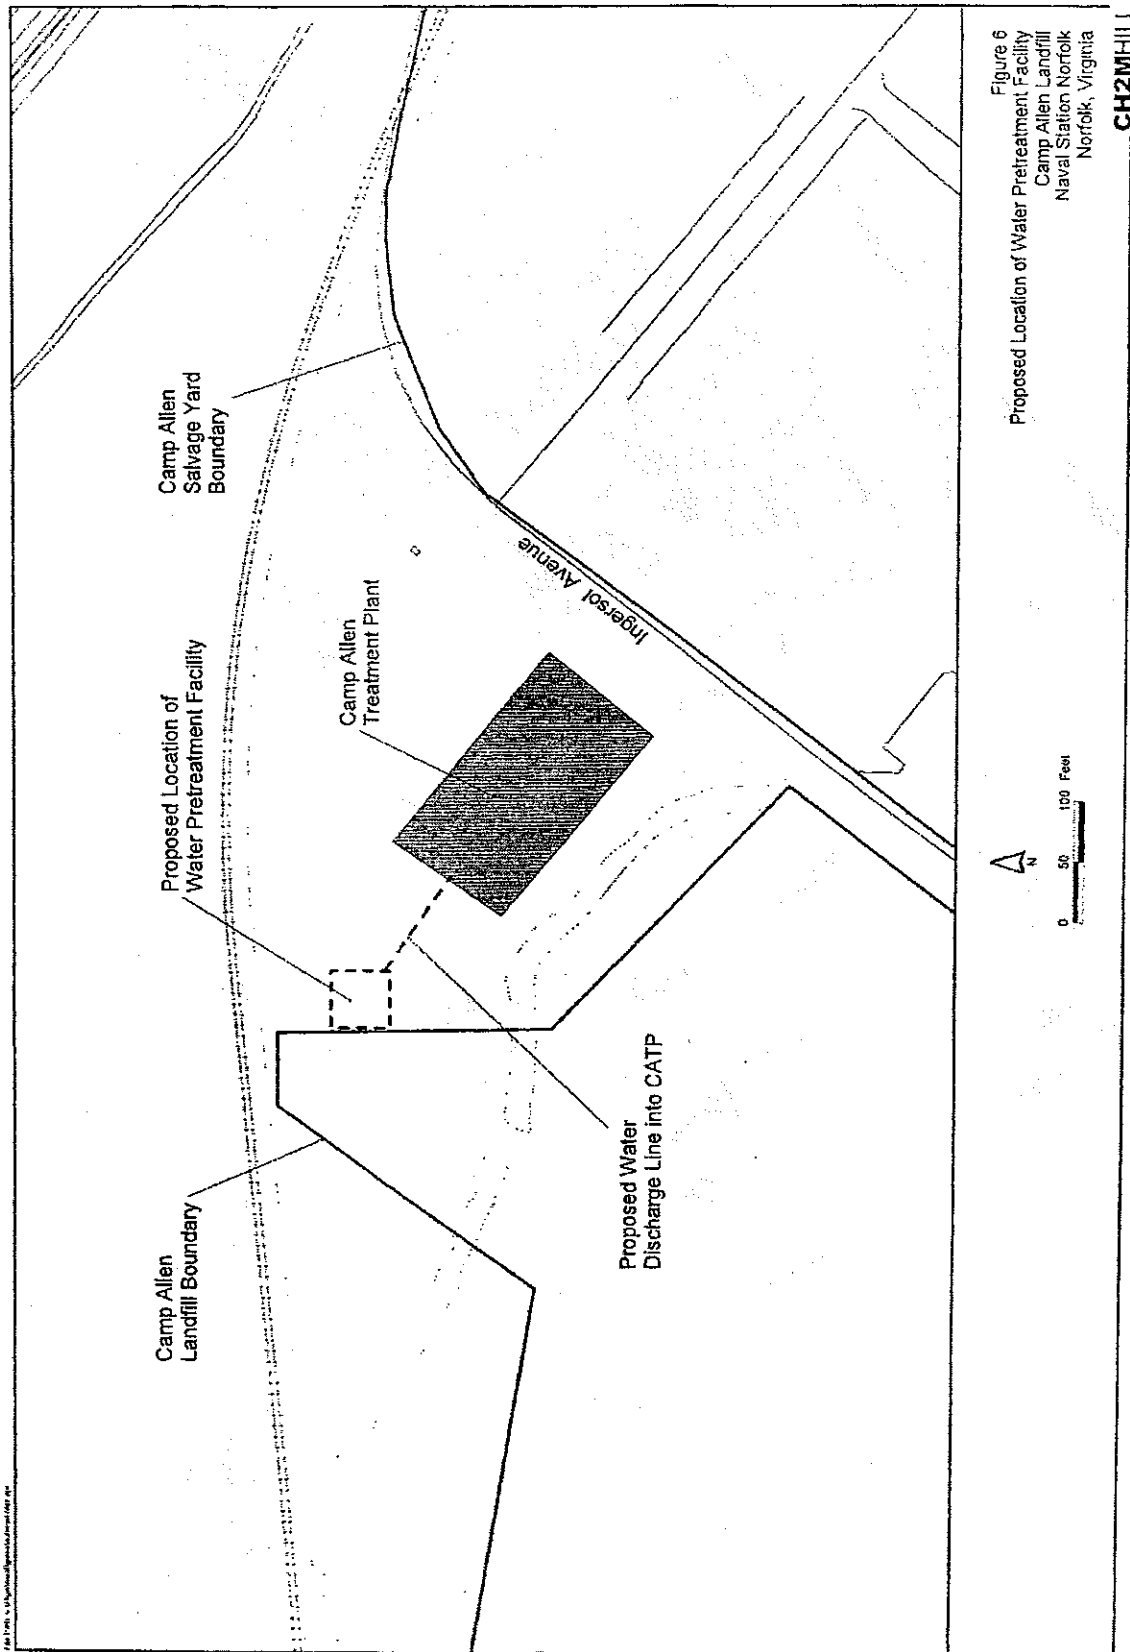 Camp Allen
Landfill Boundary
Proposed Location of
Water Pretreatment Facility
Camp Allen
Salvage Yard
Boundary
Camp Allen
Treatment Plant
Ingersol Avenue
Proposed Water
Discharge Line into CATP
N
0 50 100 Feet
Figure 6
Proposed Location of Water Pretreatment Facility
Camp Allen Landfill
Naval Station Norfolk
Norfolk, Virginia
CH2MHILL